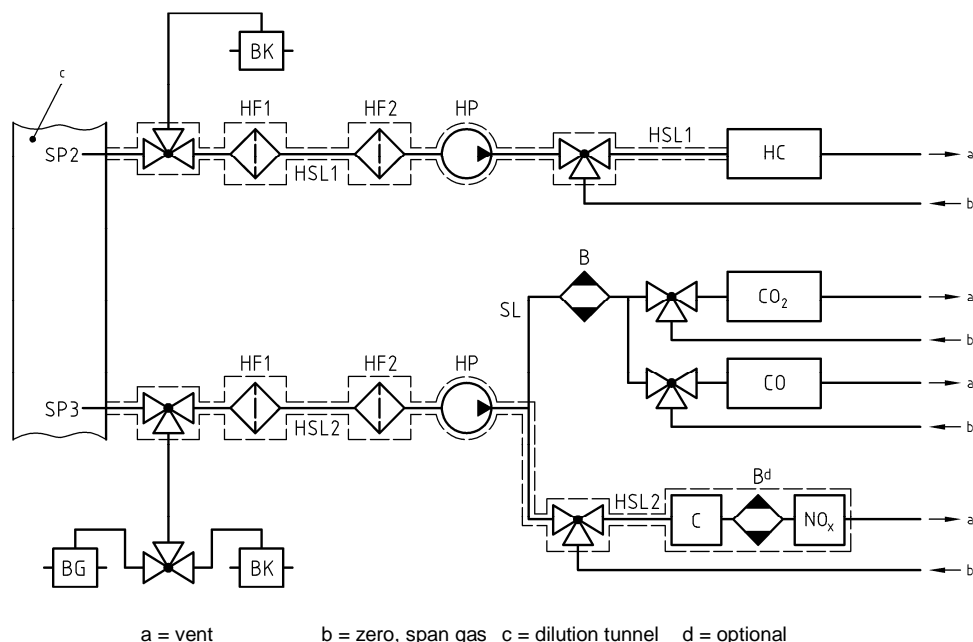 BK
c
HF1
HF2
HP
SP2
HSL1
HSL1
HC
a
b
B
SL
CO₂
a
b
HF1
HF2
HP
CO
a
SP3
HSL2
b
HSL2
Bᵈ
C
NOₓ
a
BG
BK
b
a = vent b = zero, span gas c = dilution tunnel d = optional